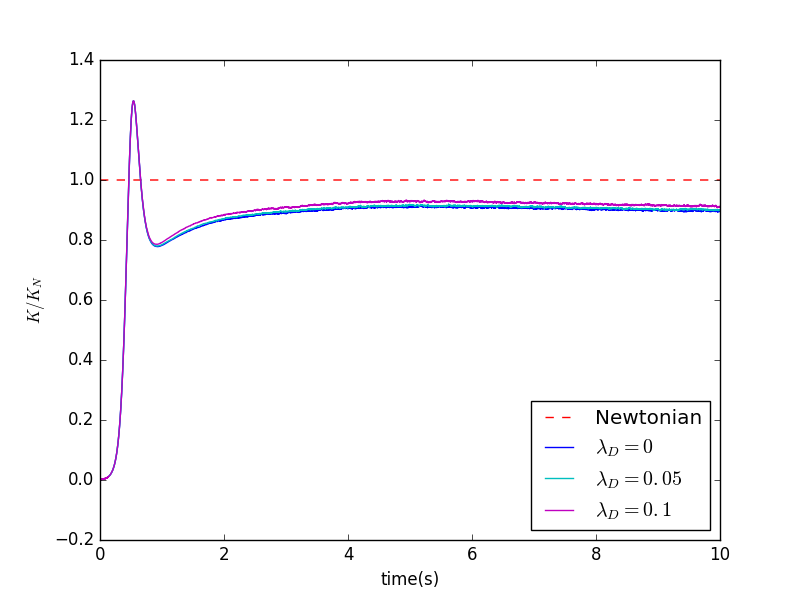 1.4
1.2
1.0
0.8
0.6
0.4
0.2
0.0
−0.2
K/K_N
0 2 4 6 8 10
time(s)
Newtonian
λ_D = 0
λ_D = 0.05
λ_D = 0.1